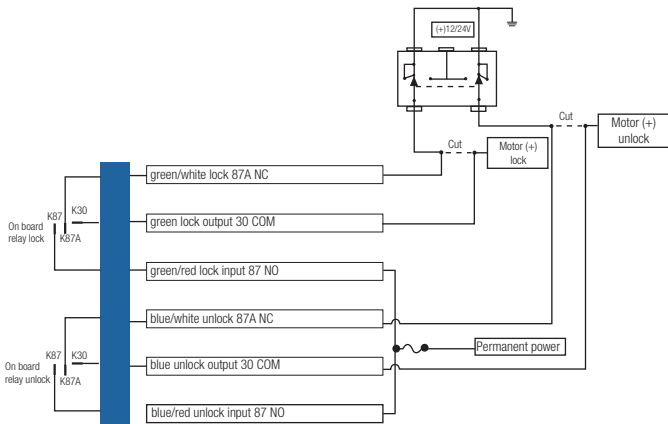 (+)12/24V
Cut
Motor (+)
unlock
Cut
Motor (+)
lock
green/white lock 87A NC
K87
K30
K87A
On board
relay lock
green lock output 30 COM
green/red lock input 87 NO
blue/white unlock 87A NC
Permanent power
K87
K30
K87A
On board
relay unlock
blue unlock output 30 COM
blue/red unlock input 87 NO